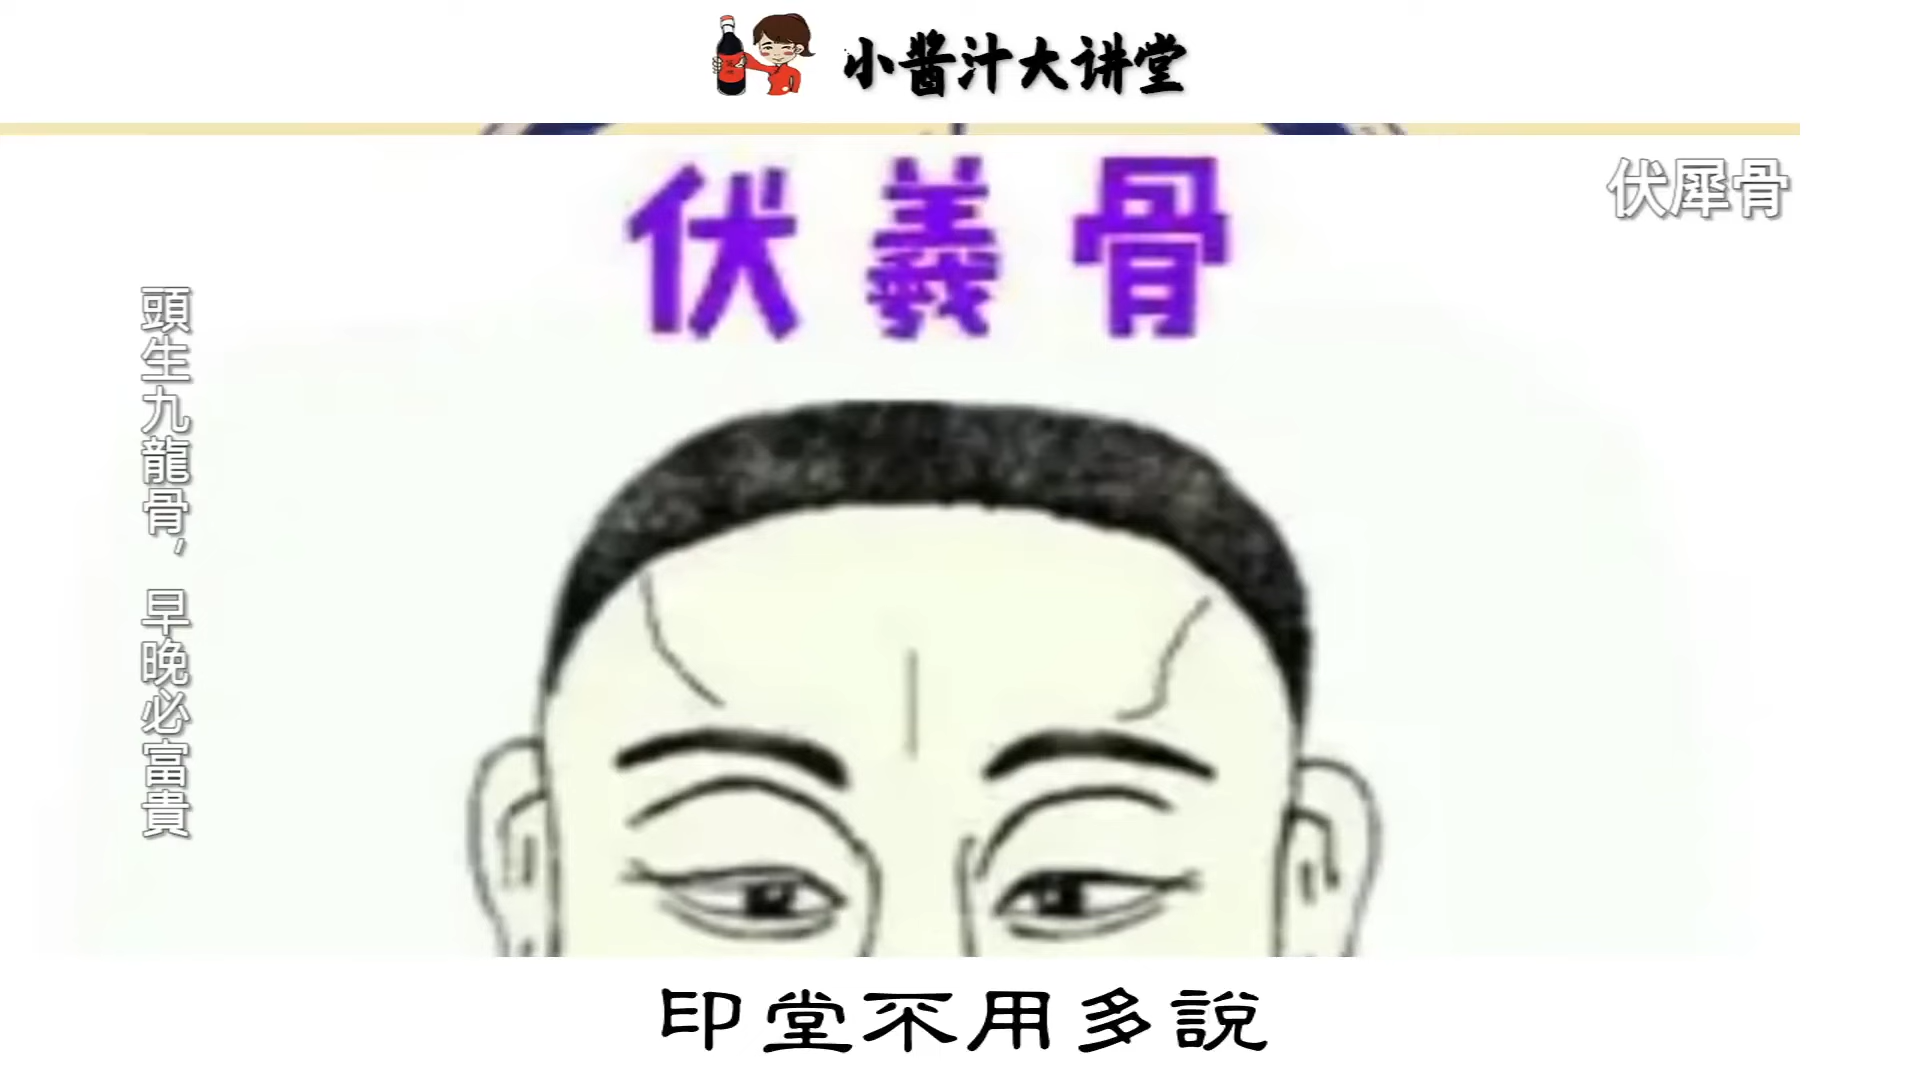 小酱汁大讲堂
伏羲骨
伏犀骨
頭生九龍骨，早晚必富貴
印堂不用多說